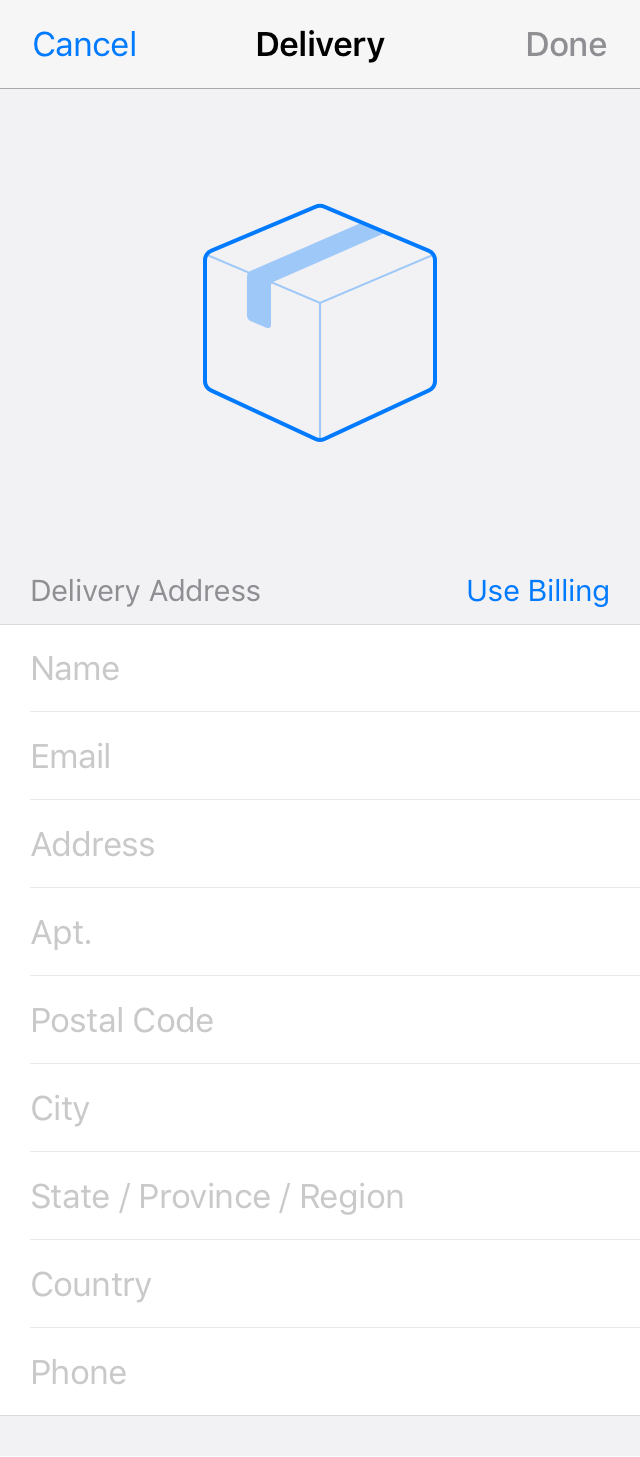 Cancel Delivery Done
Delivery Address Use Billing
Name
Email
Address
Apt.
Postal Code
City
State / Province / Region
Country
Phone